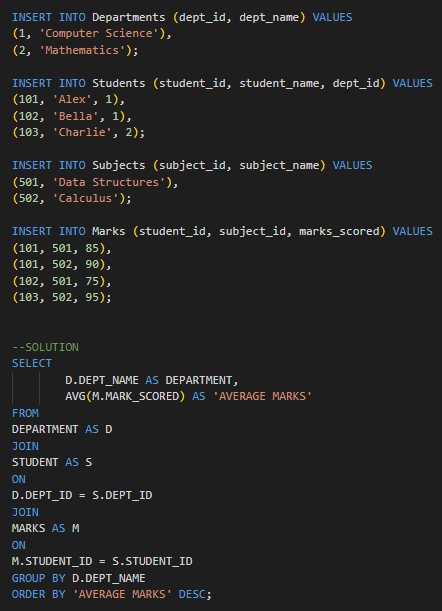 INSERT INTO Departments (dept_id, dept_name) VALUES
(1, 'Computer Science'),
(2, 'Mathematics');
INSERT INTO Students (student_id, student_name, dept_id) VALUES
(101, 'Alex', 1),
(102, 'Bella', 1),
(103, 'Charlie', 2);
INSERT INTO Subjects (subject_id, subject_name) VALUES
(501, 'Data Structures'),
(502, 'Calculus');
INSERT INTO Marks (student_id, subject_id, marks_scored) VALUES
(101, 501, 85),
(101, 502, 90),
(102, 501, 75),
(103, 502, 95);
--SOLUTION
SELECT
D.DEPT_NAME AS DEPARTMENT,
AVG(M.MARK_SCORED) AS 'AVERAGE MARKS'
FROM
DEPARTMENT AS D
JOIN
STUDENT AS S
ON
D.DEPT_ID = S.DEPT_ID
JOIN
MARKS AS M
ON
M.STUDENT_ID = S.STUDENT_ID
GROUP BY D.DEPT_NAME
ORDER BY 'AVERAGE MARKS' DESC;